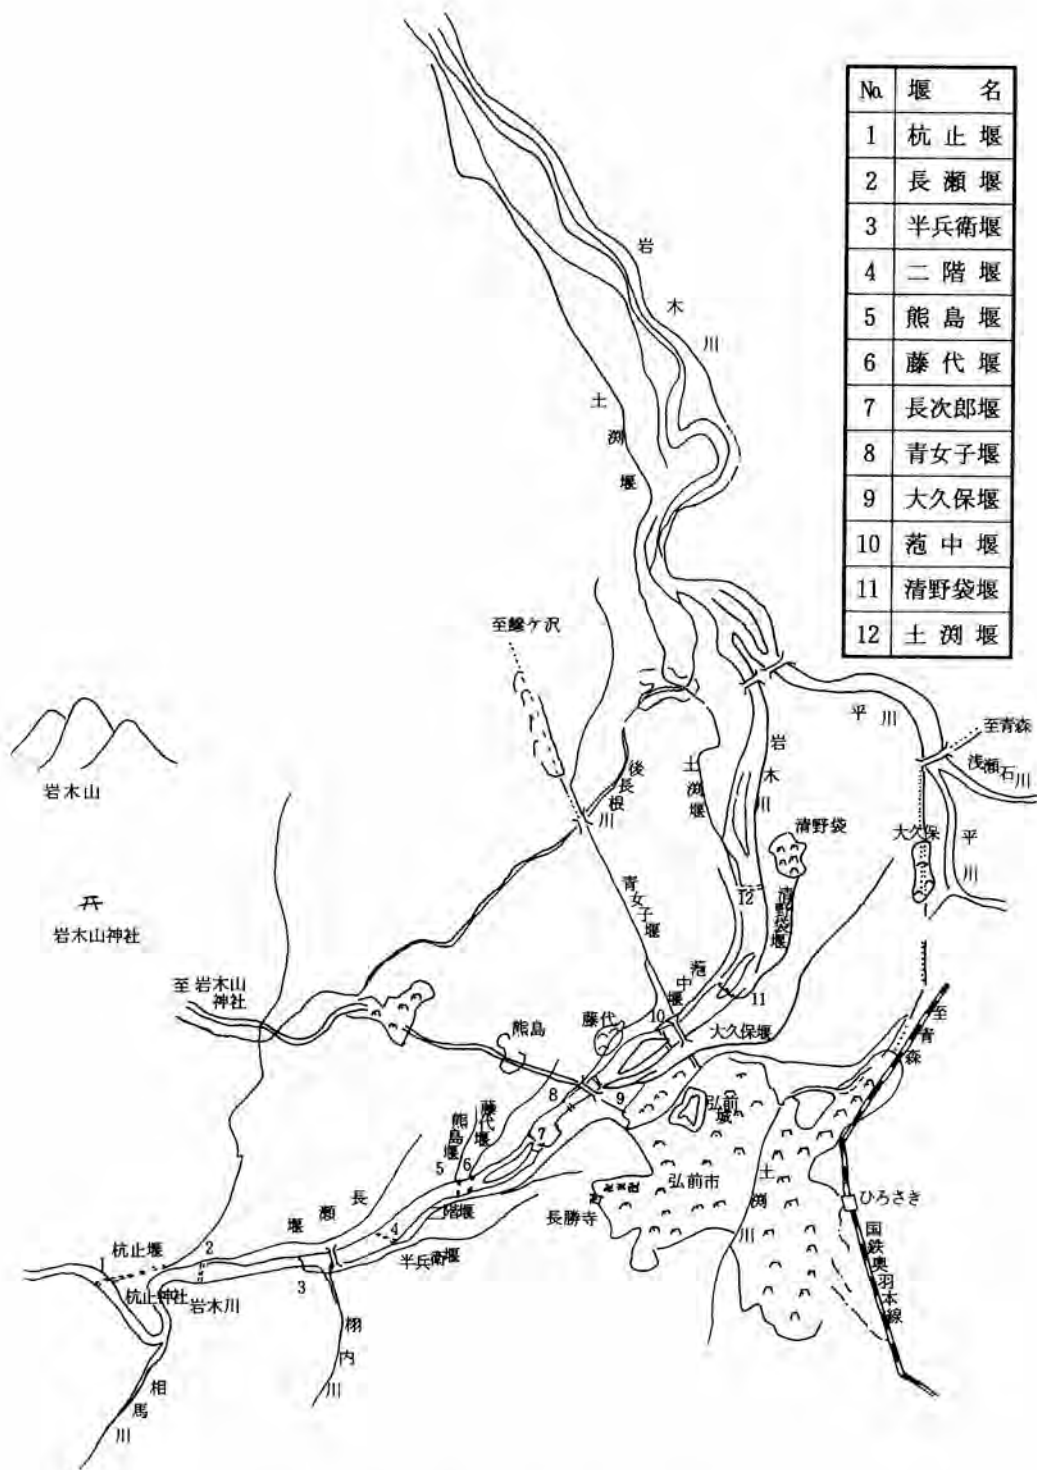 No. 堰名
1 杭止堰
2 長瀬堰
3 半兵衛堰
4 二階堰
5 熊島堰
6 藤代堰
7 長次郎堰
8 青女子堰
9 大久保堰
10 萢中堰
11 清野袋堰
12 土渕堰
岩木川
土渕堰
至鰺ケ沢
平川
至青森
浅瀬石川
岩木山
後長根川
土渕堰
岩木川
清野袋
大久保
平川
12
清野袋堰
青女子堰
岩木山神社
至岩木山
神社
萢中堰
10
11
熊島
藤代
大久保堰
至青森
8
9
弘前城
熊島堰
藤代堰
7
5
6
弘前市
土渕川
長勝寺
ひろさき
長瀬堰
4
二階堰
半兵衛堰
国鉄奥羽本線
1
杭止堰
2
3
杭止神社
岩木川
栩内川
相馬川